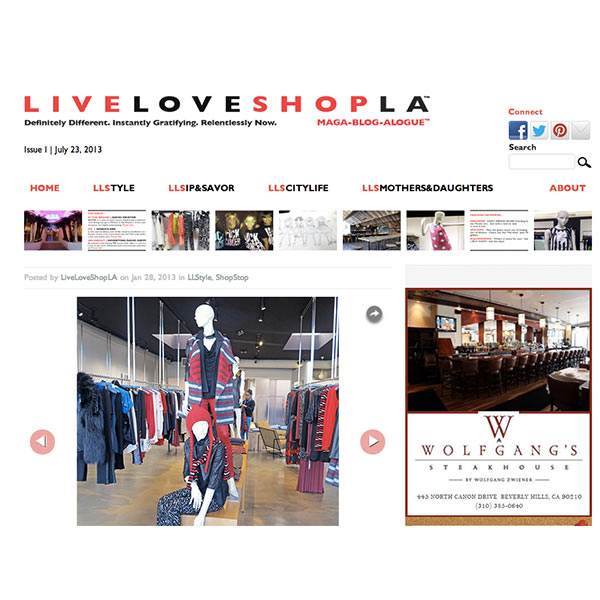 LIVELOVESHOPLA™
Definitely Different. Instantly Gratifying. Relentlessly Now. MAGA-BLOG-ALOGUE™
Issue I | July 23, 2013
Connect
Search
HOME LLSTYLE LLSIP&SAVOR LLSCITYLIFE LLSMOTHERS&DAUGHTERS ABOUT
Posted by LiveLoveShopLA on Jan 28, 2013 in LLStyle, ShopStop
W
WOLFGANG'S
STEAKHOUSE
BY WOLFGANG ZWIENER
445 NORTH CANON DRIVE BEVERLY HILLS, CA 90210
(310) 385-0640